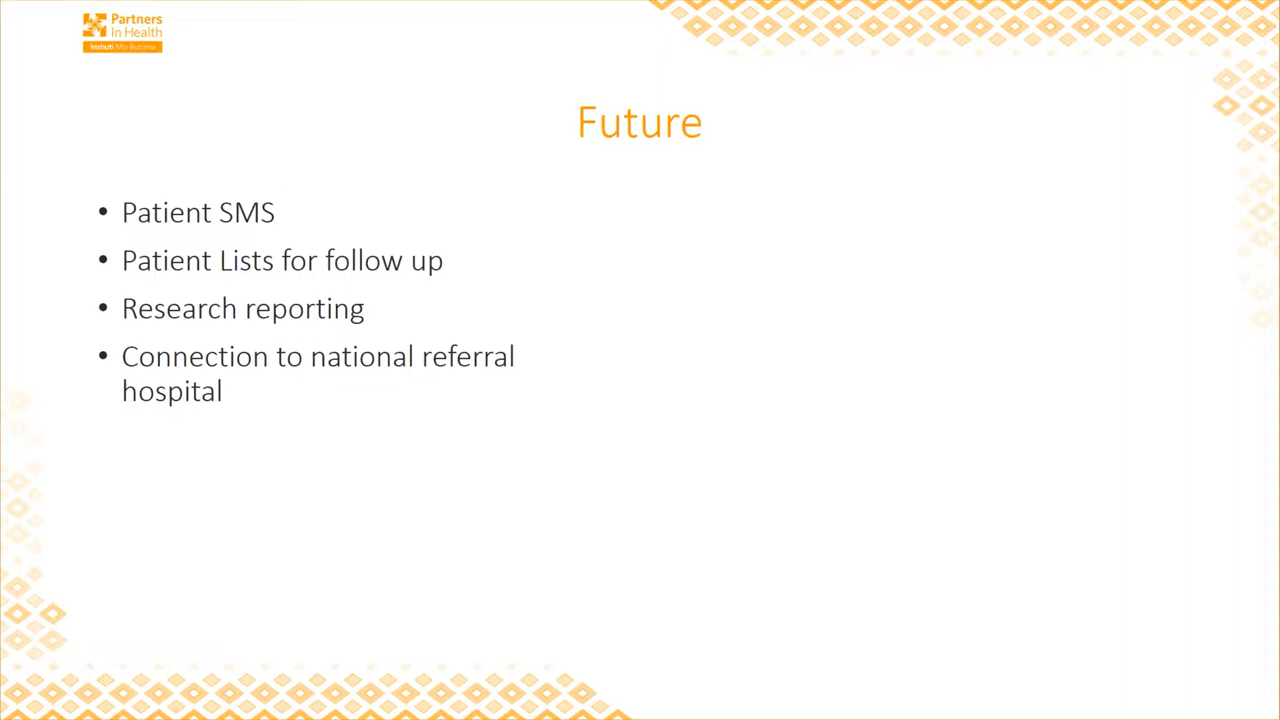 Partners
In Health
Inshuti Mu Buzima
Future
• Patient SMS
• Patient Lists for follow up
• Research reporting
• Connection to national referral
hospital